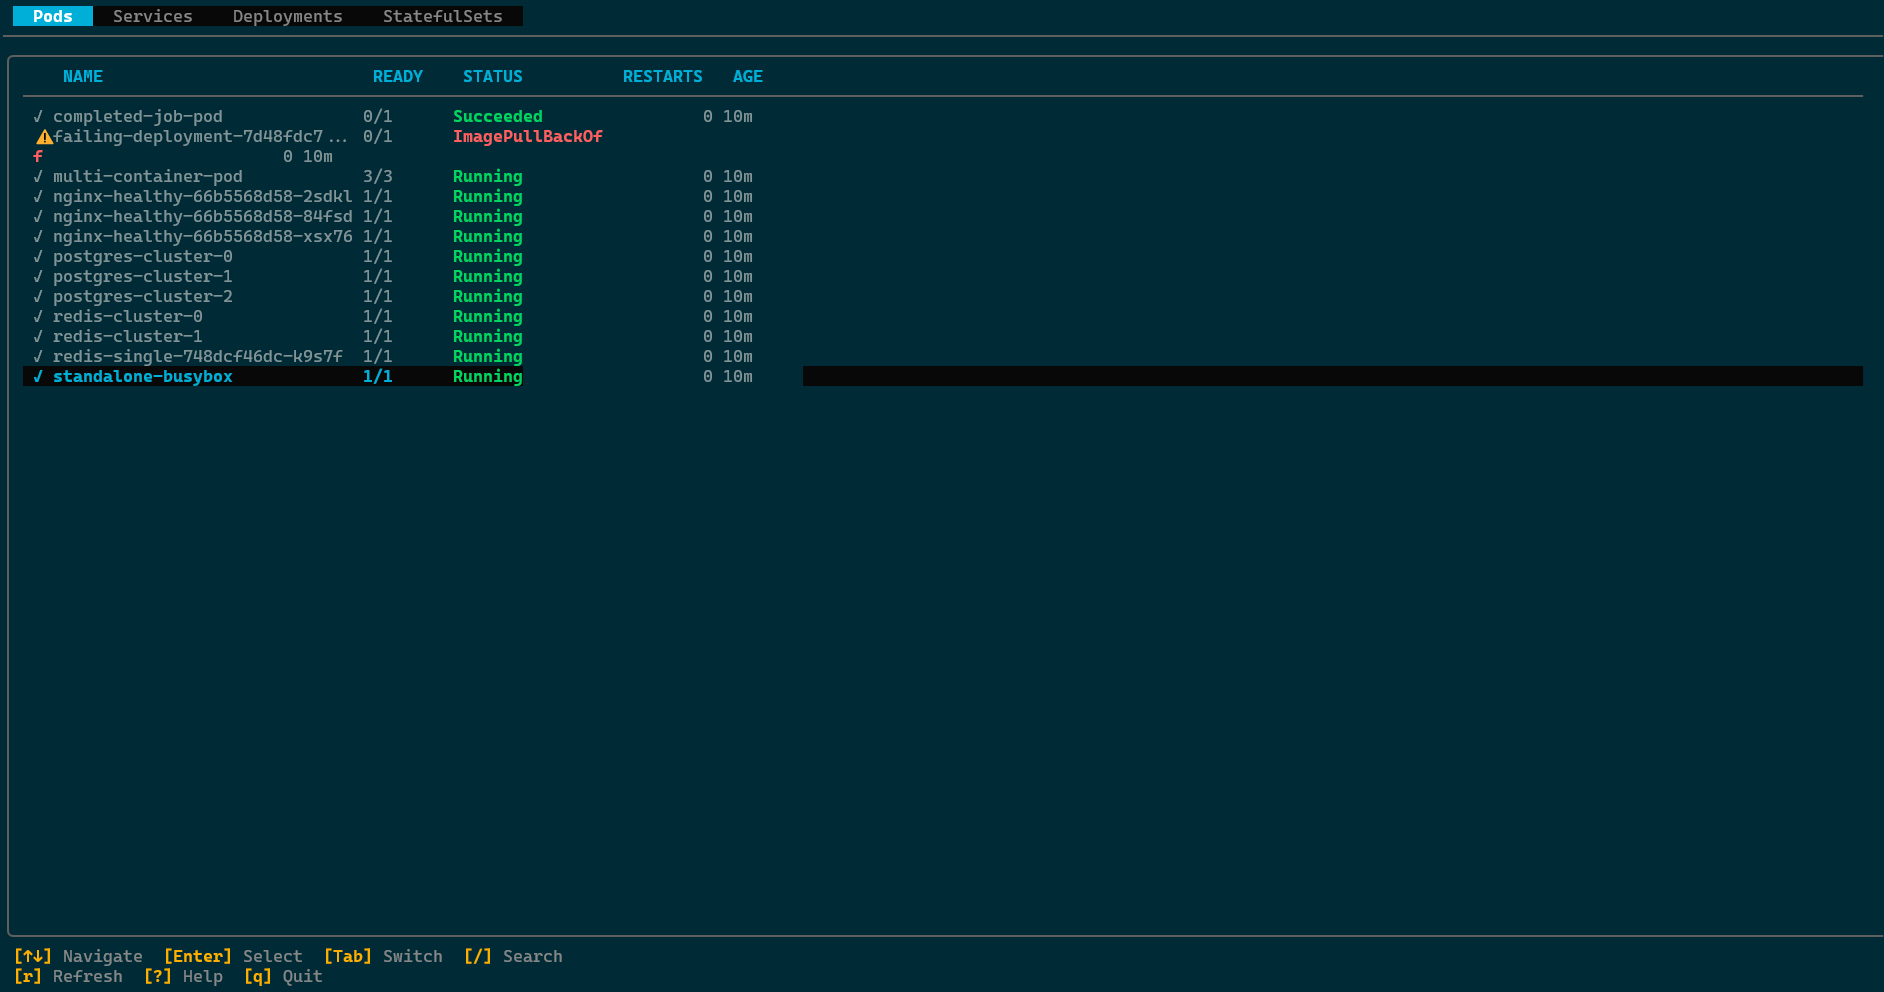 Pods Services Deployments StatefulSets
NAME READY STATUS RESTARTS AGE
√ completed-job-pod 0/1 Succeeded 0 10m
⚠failing-deployment-7d48fdc7... 0/1 ImagePullBackOf
f 0 10m
√ multi-container-pod 3/3 Running 0 10m
√ nginx-healthy-66b5568d58-2sdkl 1/1 Running 0 10m
√ nginx-healthy-66b5568d58-84fsd 1/1 Running 0 10m
√ nginx-healthy-66b5568d58-xsx76 1/1 Running 0 10m
√ postgres-cluster-0 1/1 Running 0 10m
√ postgres-cluster-1 1/1 Running 0 10m
√ postgres-cluster-2 1/1 Running 0 10m
√ redis-cluster-0 1/1 Running 0 10m
√ redis-cluster-1 1/1 Running 0 10m
√ redis-single-748dcf46dc-k9s7f 1/1 Running 0 10m
√ standalone-busybox 1/1 Running 0 10m
[↑↓] Navigate [Enter] Select [Tab] Switch [/] Search
[r] Refresh [?] Help [q] Quit